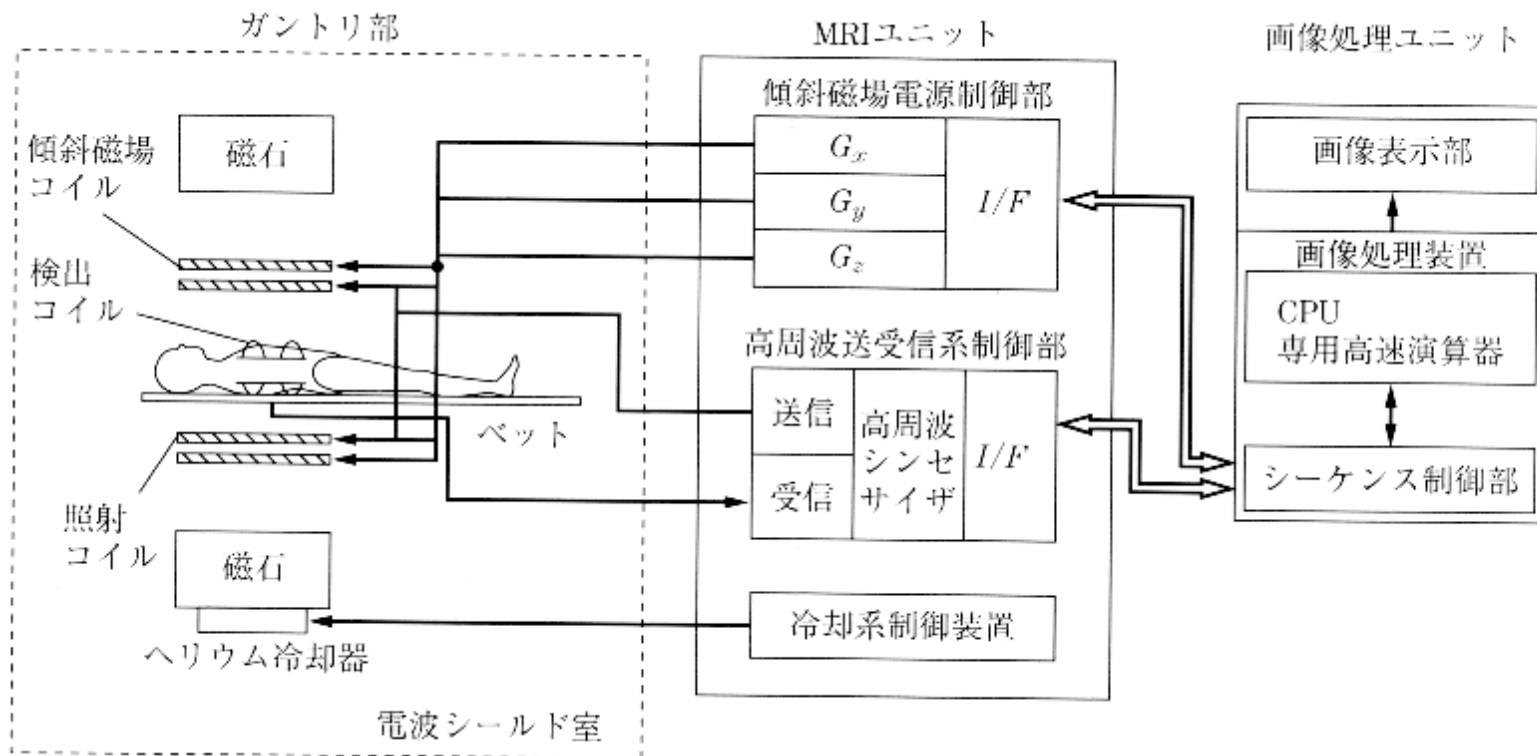 ガントリ部
MRIユニット
画像処理ユニット
傾斜磁場
コイル
磁石
検出
コイル
ベット
照射
コイル
磁石
ヘリウム冷却器
電波シールド室
傾斜磁場電源制御部
Gx
Gy
Gz
I/F
高周波送受信系制御部
送信
受信
高周波
シンセ
サイザ
I/F
冷却系制御装置
画像表示部
画像処理装置
CPU
専用高速演算器
シーケンス制御部